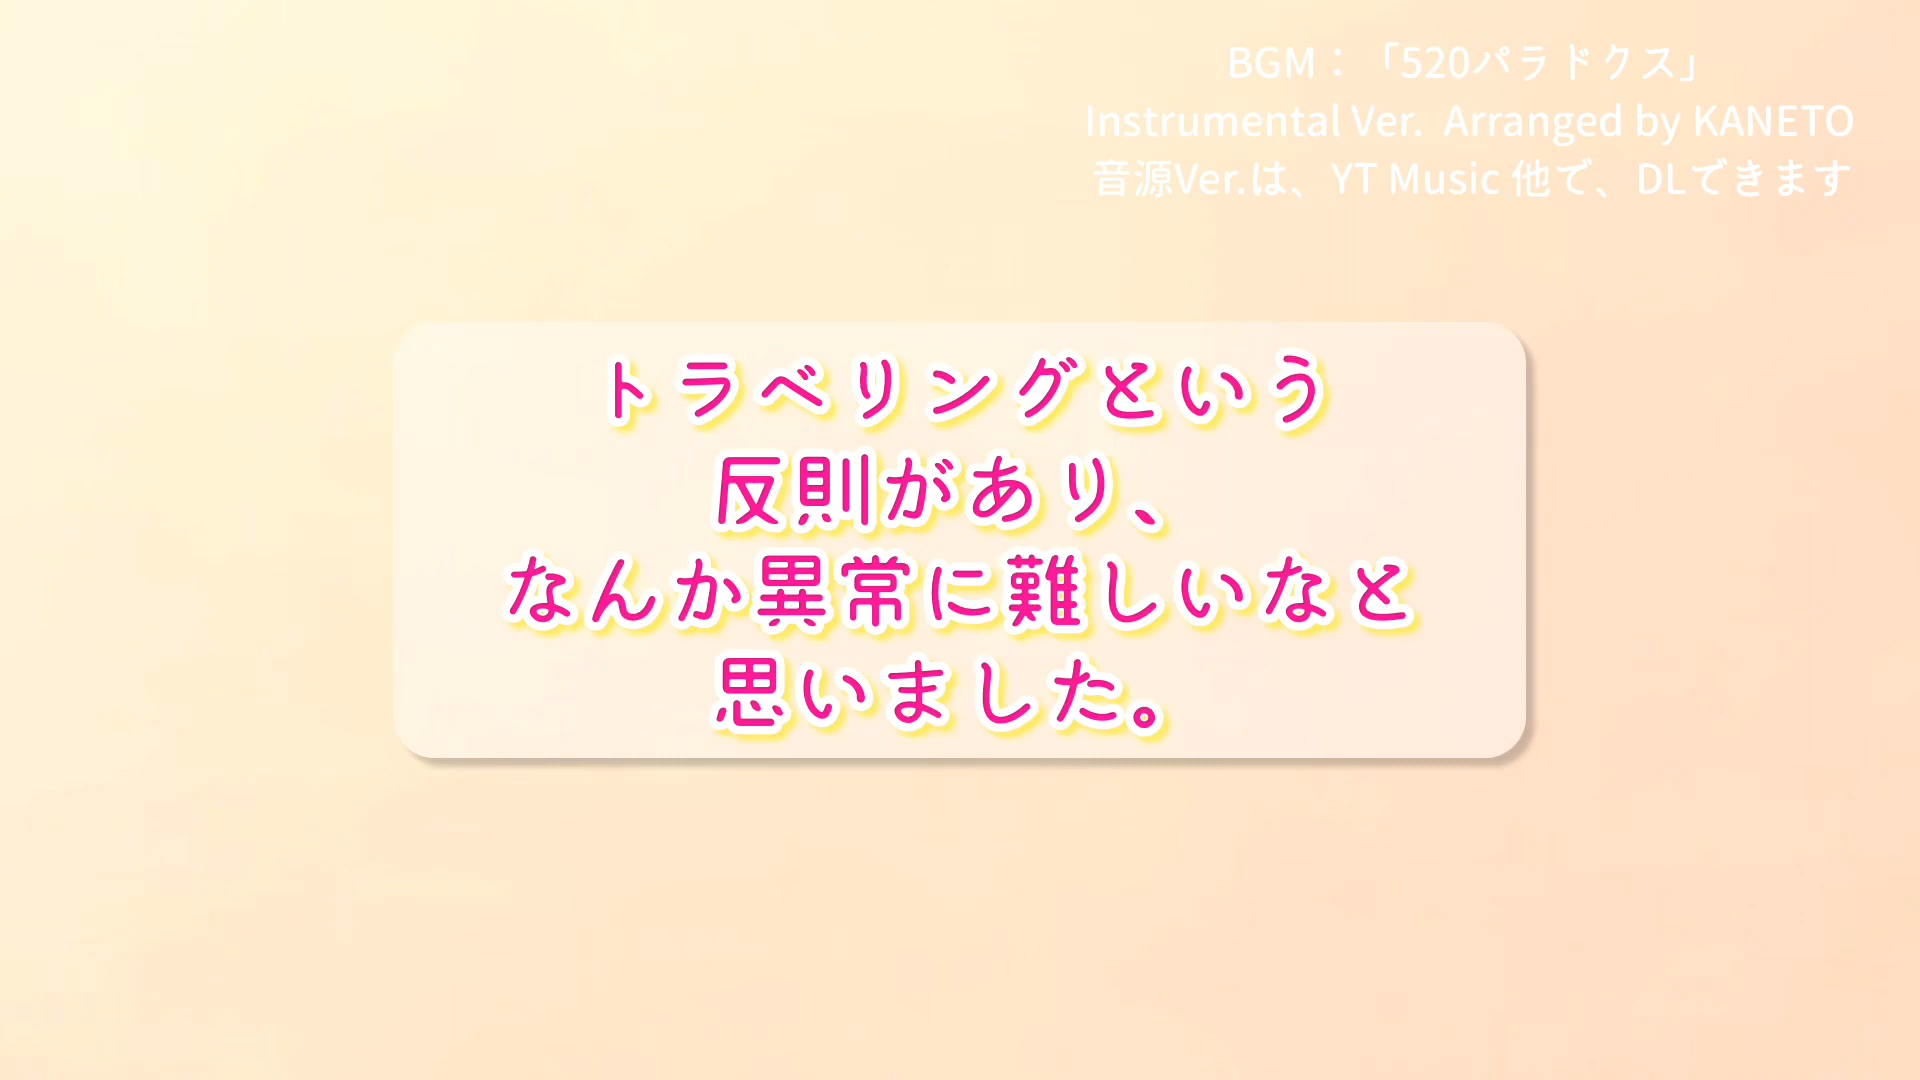 BGM：「520パラドクス」
Instrumental Ver. Arranged by KANETO
音源Ver.は、YT Music 他で、DLできます
トラベリングという
反則があり、
なんか異常に難しいなと
思いました。